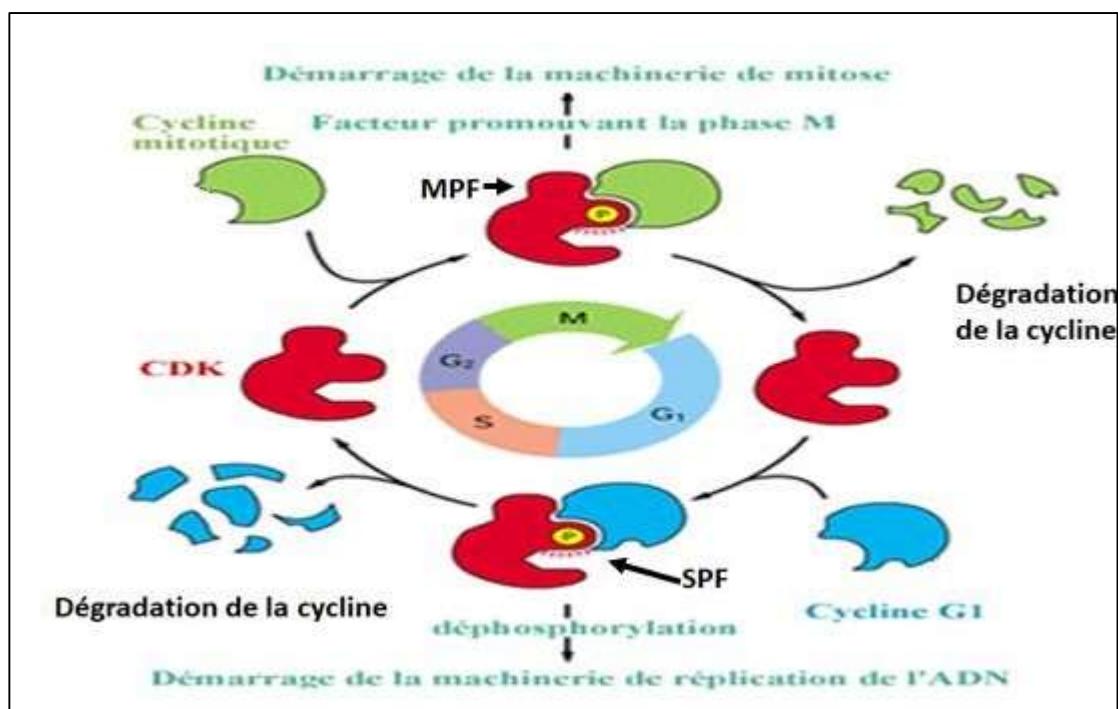 Démarrage de la machinerie de mitose
Cycline
mitotique
Facteur promouvant la phase M
MPF
P
Dégradation
de la cycline
M
G₂
CDK
S
G₁
P
SPF
Dégradation de la cycline
Cycline G1
déphosphorylation
Démarrage de la machinerie de réplication de l'ADN